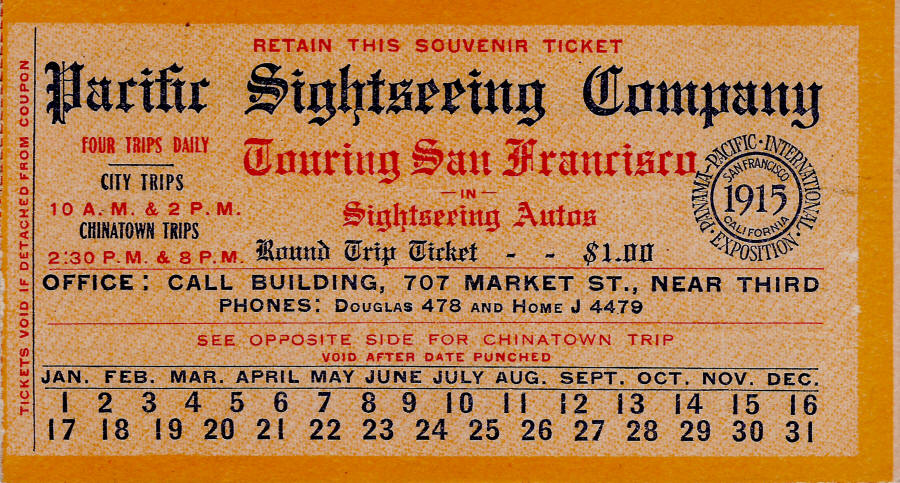 RETAIN THIS SOUVENIR TICKET
Pacific Sightseeing Company
FOUR TRIPS DAILY
CITY TRIPS
10 A.M. & 2 P.M.
CHINATOWN TRIPS
2:30 P.M. & 8 P.M.
Touring San Francisco
—IN—
Sightseeing Autos
Round Trip Ticket - - $1.00
PANAMA-PACIFIC-INTERNATIONAL
·EXPOSITION·
SAN FRANCISCO
1915
CALIFORNIA
OFFICE: CALL BUILDING, 707 MARKET ST., NEAR THIRD
PHONES: DOUGLAS 478 AND HOME J 4479
SEE OPPOSITE SIDE FOR CHINATOWN TRIP
VOID AFTER DATE PUNCHED
JAN. FEB. MAR. APRIL MAY JUNE JULY AUG. SEPT. OCT. NOV. DEC.
1 2 3 4 5 6 7 8 9 10 11 12 13 14 15 16
17 18 19 20 21 22 23 24 25 26 27 28 29 30 31
TICKETS VOID IF DETACHED FROM COUPON